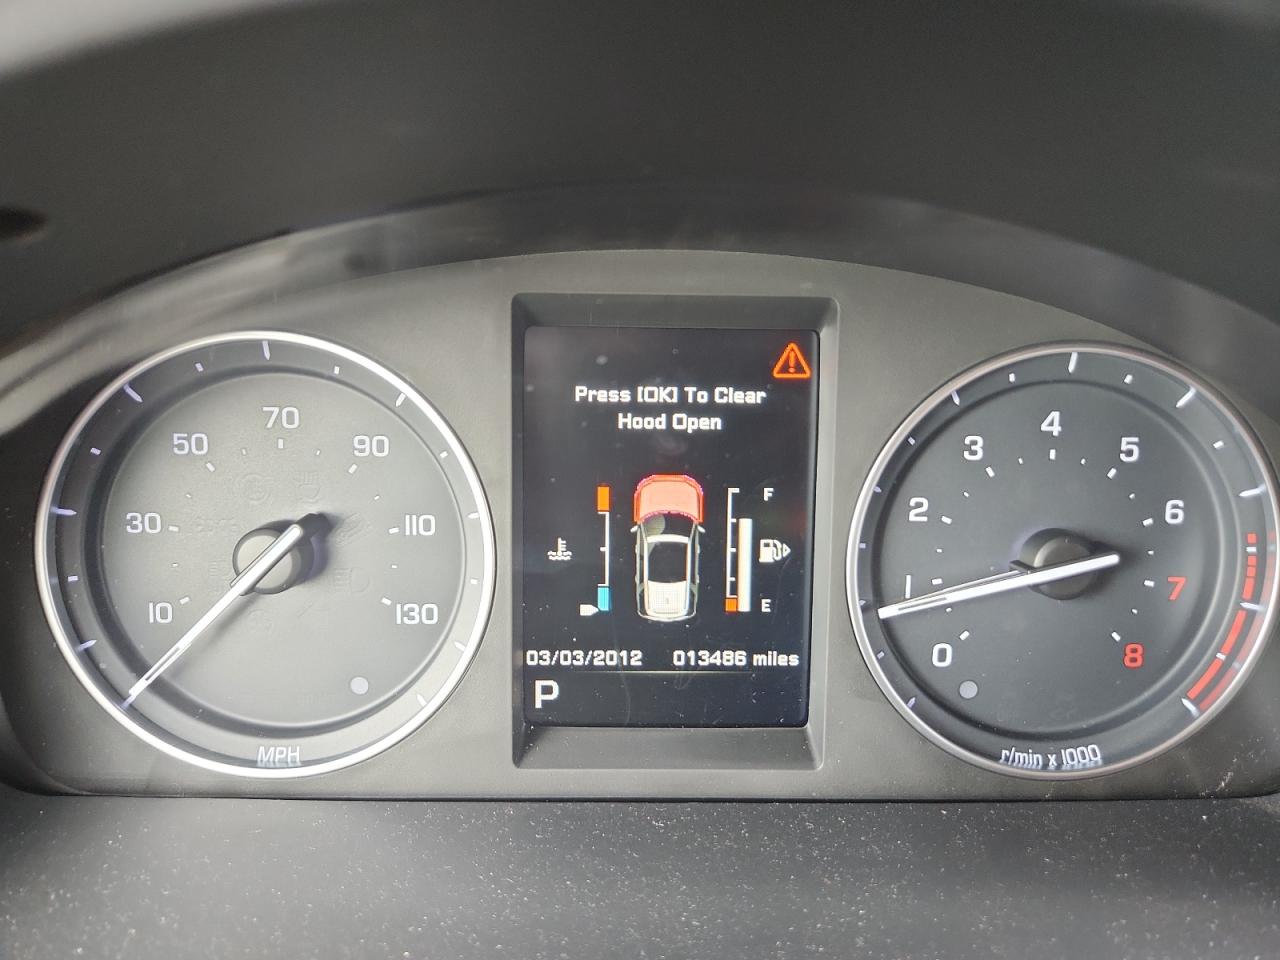 Press [OK] To Clear
Hood Open
F
E
03/03/2012 013486 miles
P
10
30
50
70
90
110
130
MPH
0
1
2
3
4
5
6
7
8
r/min x 1000